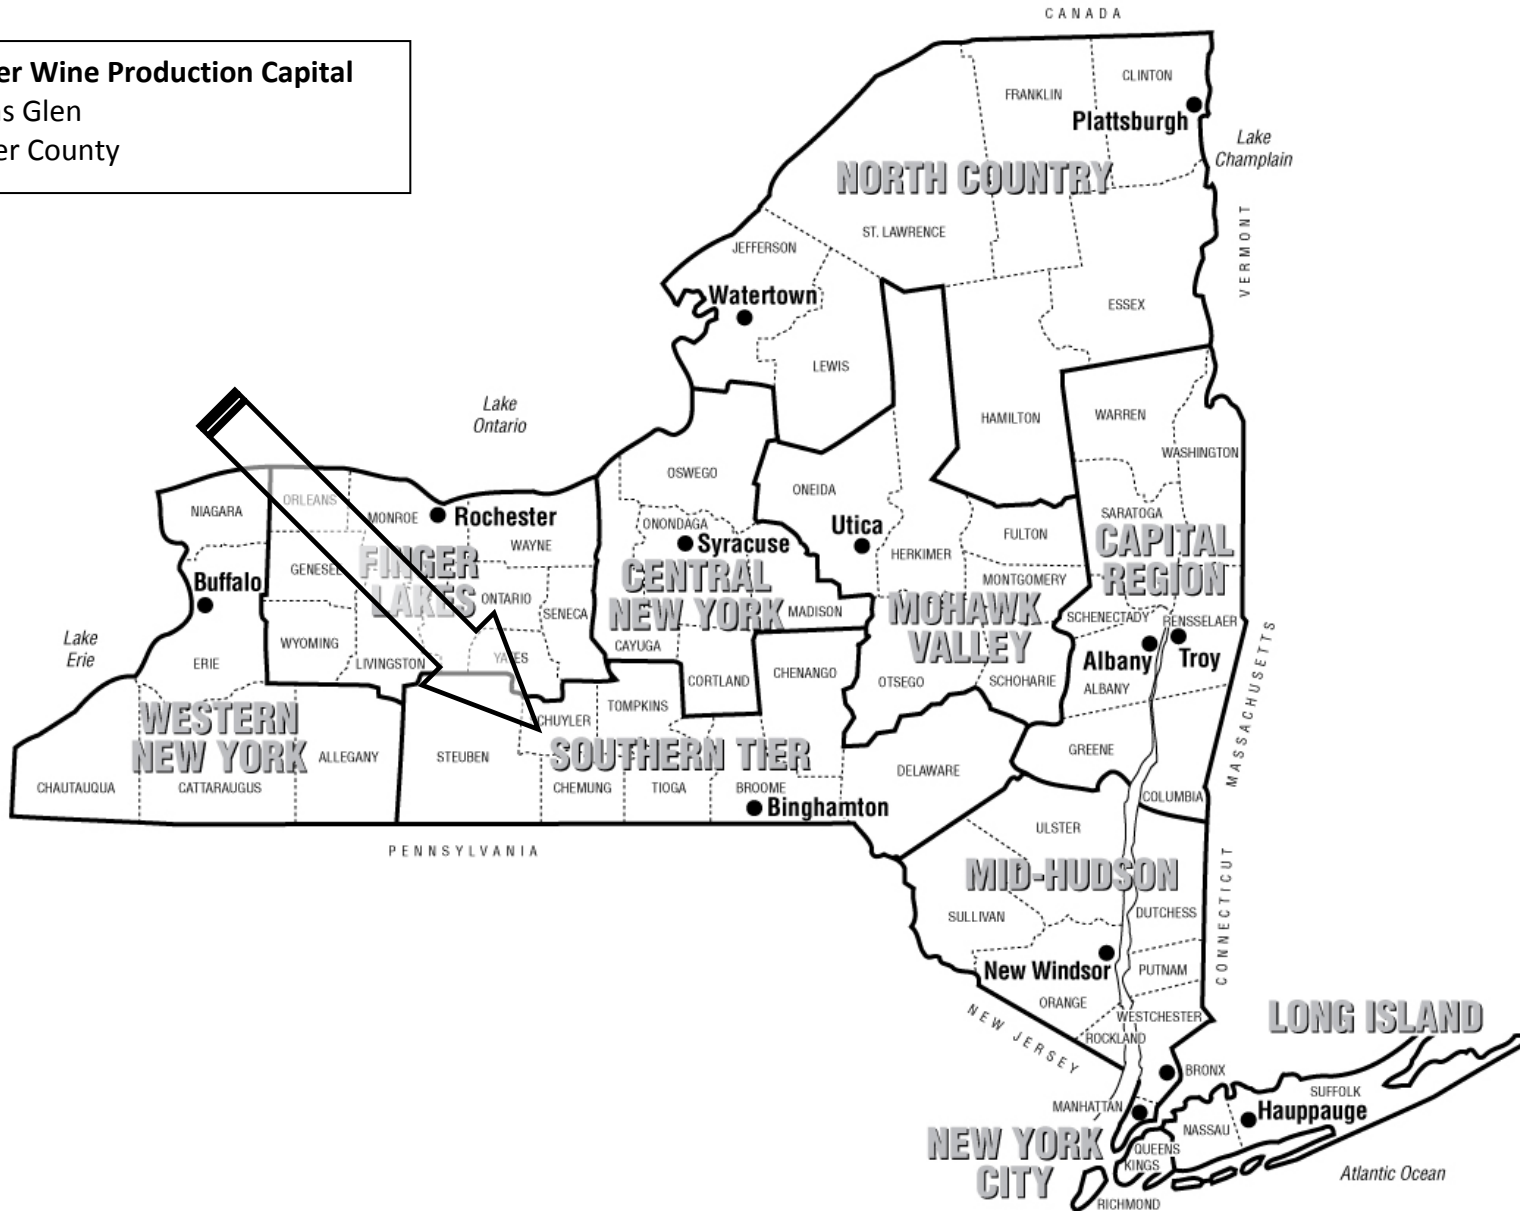 CANADA
er Wine Production Capital
s Glen
er County
CLINTON
FRANKLIN
Plattsburgh
Lake
Champlain
NORTH COUNTRY
VERMONT
ST. LAWRENCE
JEFFERSON
Watertown
ESSEX
LEWIS
Lake
Ontario
HAMILTON
WARREN
WASHINGTON
OSWEGO
ONEIDA
ORLEANS
NIAGARA
MONROE
Rochester
ONONDAGA
Utica
SARATOGA
FULTON
CAPITAL
REGION
WAYNE
Syracuse
HERKIMER
GENESEE
FINGER
LAKES
CENTRAL
NEW YORK
MONTGOMERY
Buffalo
ONTARIO
SENECA
MADISON
MOHAWK
VALLEY
SCHENECTADY
RENSSELAER
Lake
Erie
WYOMING
CAYUGA
ERIE
LIVINGSTON
YATES
CORTLAND
CHENANGO
OTSEGO
SCHOHARIE
Albany
Troy
ALBANY
MASSACHUSETTS
WESTERN
NEW YORK
TOMPKINS
CHUYLER
SOUTHERN TIER
ALLEGANY
STEUBEN
GREENE
DELAWARE
CHAUTAUQUA
CATTARAUGUS
CHEMUNG
TIOGA
BROOME
Binghamton
COLUMBIA
PENNSYLVANIA
ULSTER
MID-HUDSON
CONNECTICUT
SULLIVAN
DUTCHESS
New Windsor
PUTNAM
ORANGE
NEW JERSEY
WESTCHESTER
ROCKLAND
LONG ISLAND
BRONX
SUFFOLK
MANHATTAN
Hauppauge
NASSAU
NEW YORK
CITY
QUEENS
KINGS
Atlantic Ocean
RICHMOND